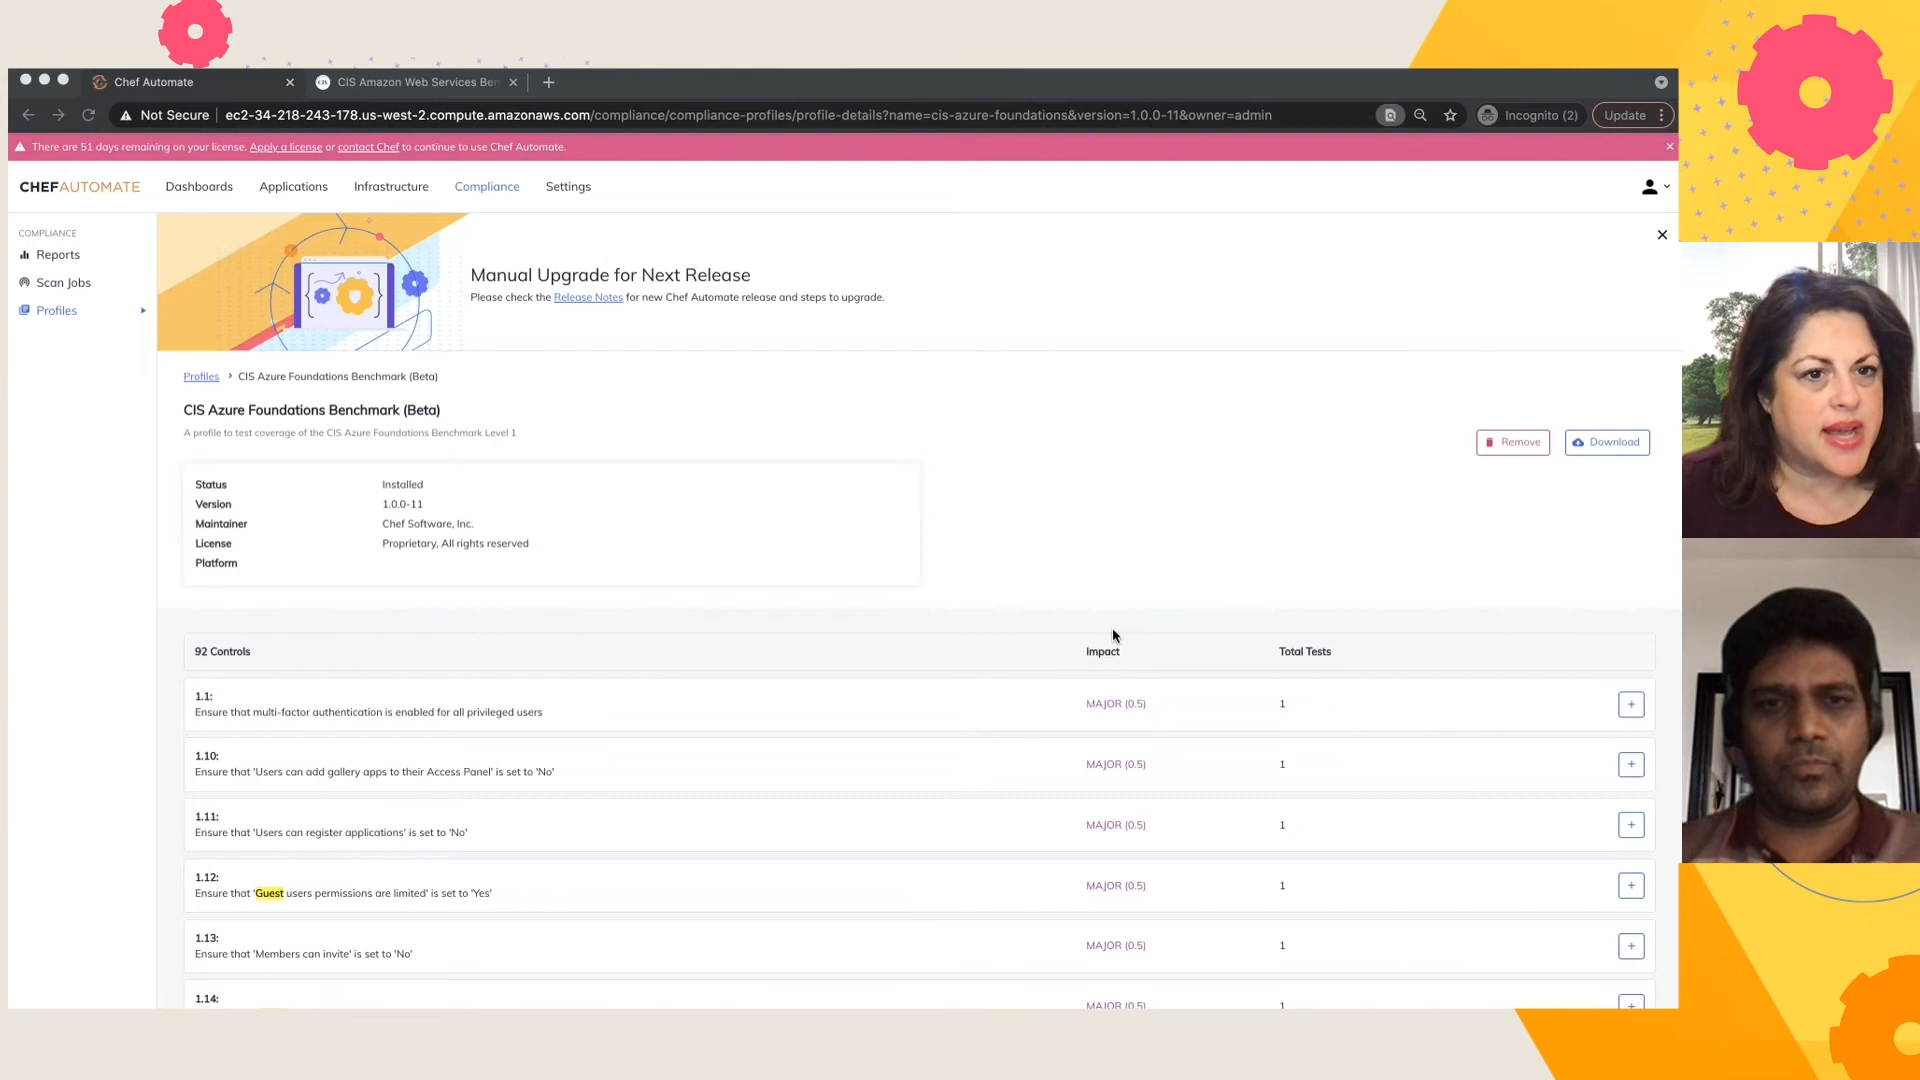 Chef Automate
CIS Amazon Web Services Ben
Not Secure
ec2-34-218-243-178.us-west-2.compute.amazonaws.com/compliance/compliance-profiles/profile-details?name=cis-azure-foundations&version=1.0.0-11&owner=admin
Incognito (2)
Update
There are 51 days remaining on your license. Apply a license or contact Chef to continue to use Chef Automate.
CHEFAUTOMATE
Dashboards
Applications
Infrastructure
Compliance
Settings
COMPLIANCE
Reports
Scan Jobs
Profiles
Manual Upgrade for Next Release
Please check the Release Notes for new Chef Automate release and steps to upgrade.
Profiles > CIS Azure Foundations Benchmark (Beta)
CIS Azure Foundations Benchmark (Beta)
A profile to test coverage of the CIS Azure Foundations Benchmark Level 1
Remove
Download
Status Installed
Version 1.0.0-11
Maintainer Chef Software, Inc.
License Proprietary, All rights reserved
Platform
92 Controls Impact Total Tests
1.1:
Ensure that multi-factor authentication is enabled for all privileged users
MAJOR (0.5) 1
1.10:
Ensure that 'Users can add gallery apps to their Access Panel' is set to 'No'
MAJOR (0.5) 1
1.11:
Ensure that 'Users can register applications' is set to 'No'
MAJOR (0.5) 1
1.12:
Ensure that 'Guest users permissions are limited' is set to 'Yes'
MAJOR (0.5) 1
1.13:
Ensure that 'Members can invite' is set to 'No'
MAJOR (0.5) 1
1.14:
MAJOR (0.5) 1